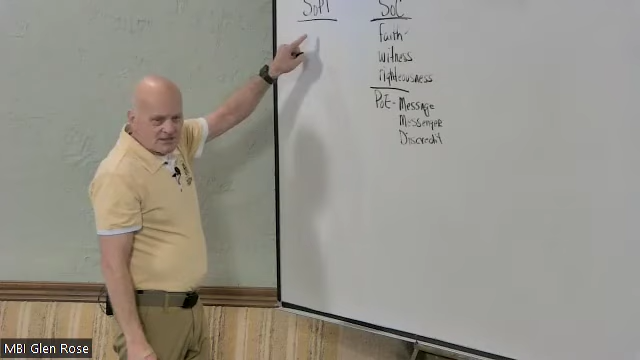 SoM
SoC
Faith-
Witness
righteousness
PoE- Message
Messenger
Discredit
MBI Glen Rose